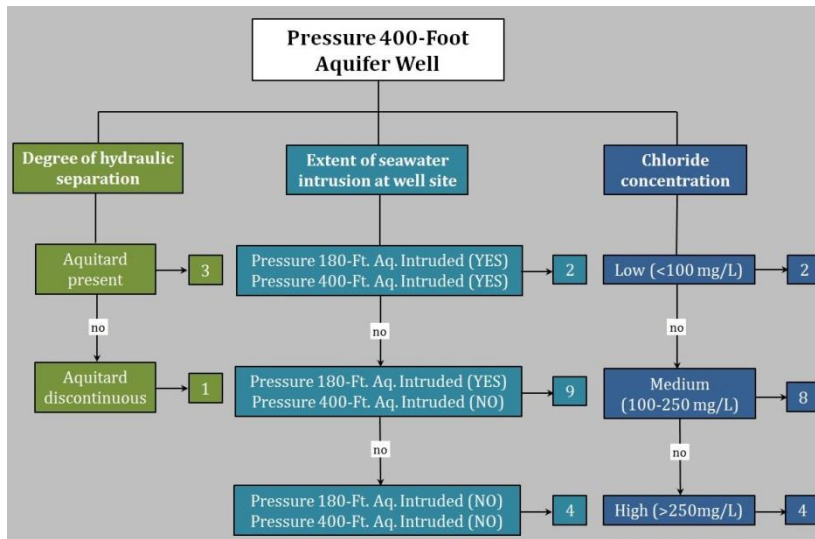 Pressure 400-Foot
Aquifer Well
Degree of hydraulic
separation
Aquitard
present
3
no
Aquitard
discontinuous
1
Extent of seawater
intrusion at well site
Pressure 180-Ft. Aq. Intruded (YES)
Pressure 400-Ft. Aq. Intruded (YES)
2
no
Pressure 180-Ft. Aq. Intruded (YES)
Pressure 400-Ft. Aq. Intruded (NO)
9
no
Pressure 180-Ft. Aq. Intruded (NO)
Pressure 400-Ft. Aq. Intruded (NO)
4
Chloride
concentration
Low (<100 mg/L)
2
no
Medium
(100-250 mg/L)
8
no
High (>250mg/L)
4